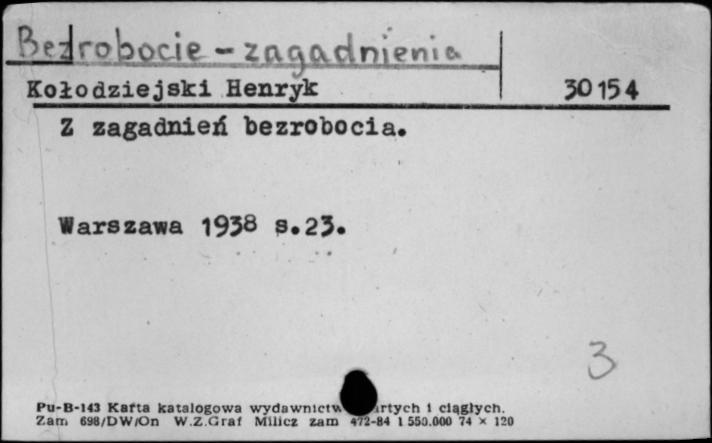 Bezrobocie - zagadnienia
Kołodziejski Henryk 30154
Z zagadnień bezrobocia.
Warszawa 1938 s.23.
3
Pu-B-143 Karta katalogowa wydawnictw artych i ciągłych.
Zam 698/DW/On W.Z.Graf Milicz zam 472-84 1 550.000 74 × 120